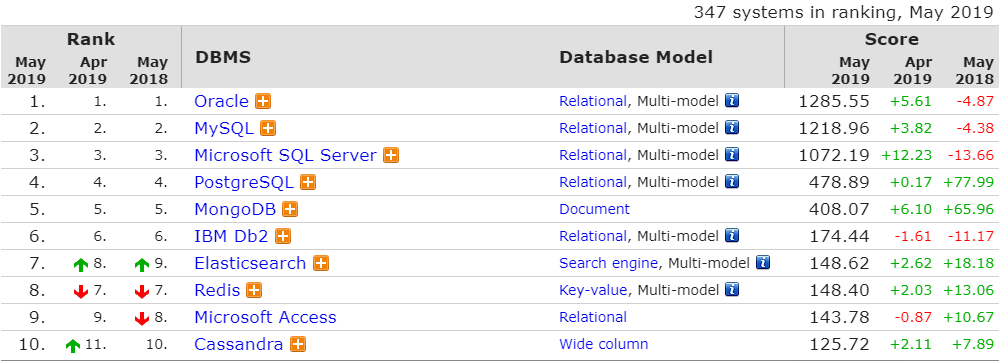 347 systems in ranking, May 2019
Rank DBMS Database Model Score
May 2019 Apr 2019 May 2018 May 2019 Apr 2019 May 2018
1. 1. 1. Oracle Relational, Multi-model 1285.55 +5.61 -4.87
2. 2. 2. MySQL Relational, Multi-model 1218.96 +3.82 -4.38
3. 3. 3. Microsoft SQL Server Relational, Multi-model 1072.19 +12.23 -13.66
4. 4. 4. PostgreSQL Relational, Multi-model 478.89 +0.17 +77.99
5. 5. 5. MongoDB Document 408.07 +6.10 +65.96
6. 6. 6. IBM Db2 Relational, Multi-model 174.44 -1.61 -11.17
7. 8. 9. Elasticsearch Search engine, Multi-model 148.62 +2.62 +18.18
8. 7. 7. Redis Key-value, Multi-model 148.40 +2.03 +13.06
9. 9. 8. Microsoft Access Relational 143.78 -0.87 +10.67
10. 11. 10. Cassandra Wide column 125.72 +2.11 +7.89